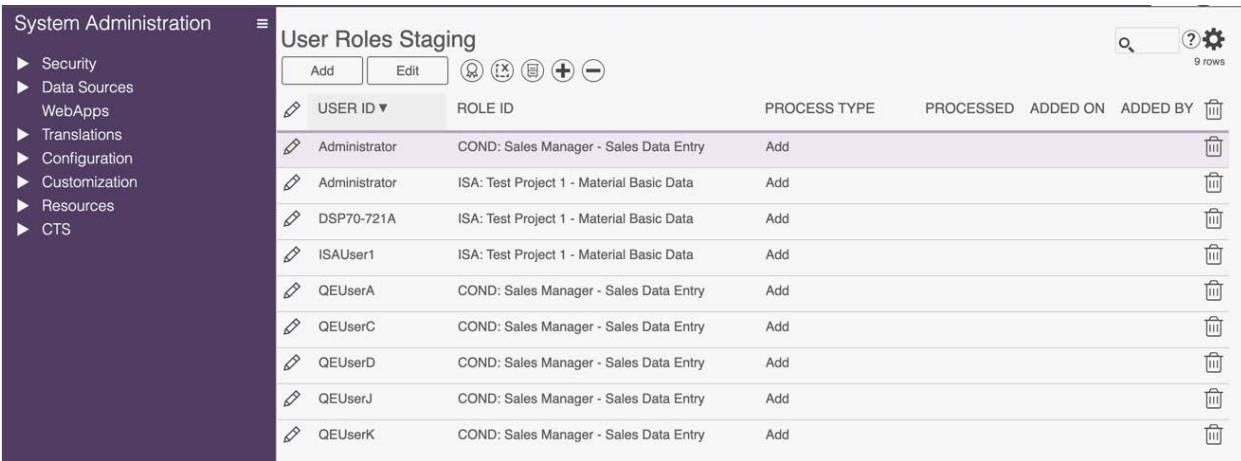 System Administration
Security
Data Sources
WebApps
Translations
Configuration
Customization
Resources
CTS
User Roles Staging
9 rows
Add Edit
USER ID ▼ ROLE ID PROCESS TYPE PROCESSED ADDED ON ADDED BY
Administrator COND: Sales Manager - Sales Data Entry Add
Administrator ISA: Test Project 1 - Material Basic Data Add
DSP70-721A ISA: Test Project 1 - Material Basic Data Add
ISAUser1 ISA: Test Project 1 - Material Basic Data Add
QEUserA COND: Sales Manager - Sales Data Entry Add
QEUserC COND: Sales Manager - Sales Data Entry Add
QEUserD COND: Sales Manager - Sales Data Entry Add
QEUserJ COND: Sales Manager - Sales Data Entry Add
QEUserK COND: Sales Manager - Sales Data Entry Add